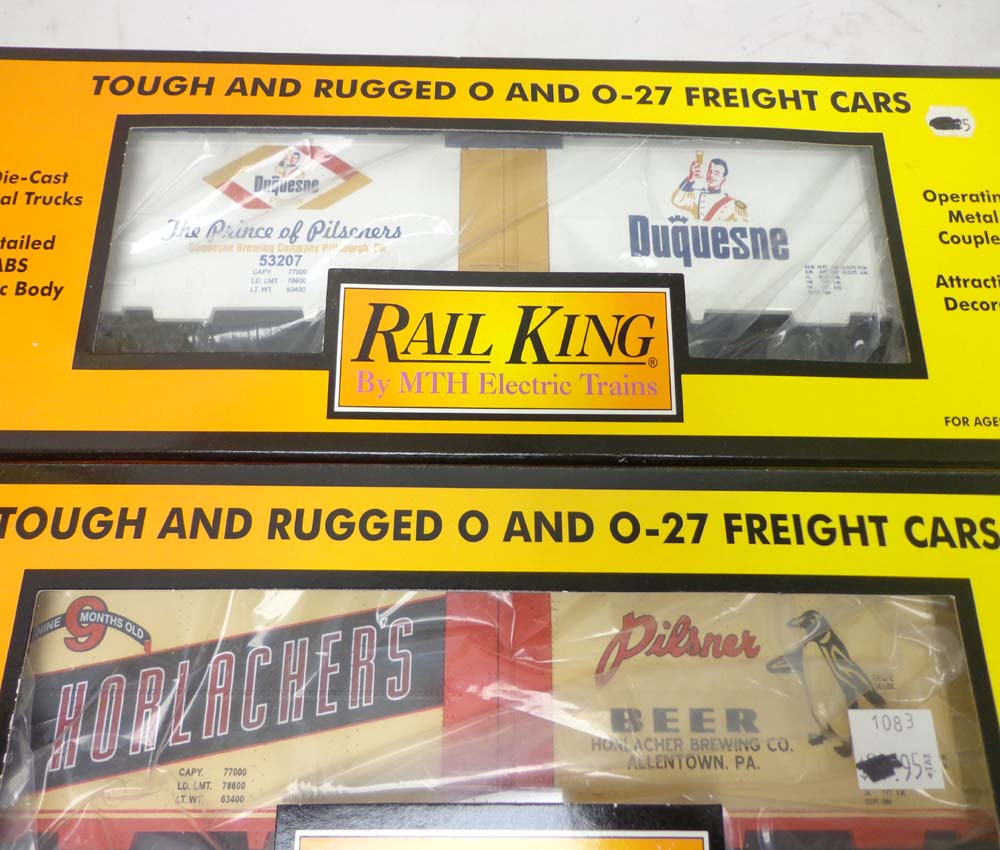 TOUGH AND RUGGED O AND O-27 FREIGHT CARS
25
Die-Cast
al Trucks
tailed
ABS
c Body
Duquesne
The Prince of Pilseners
Duquesne Brewing Company Pittsburgh, PA
53207
CAPY. 77000
LD. LMT. 78600
LT. WT 63400
Duquesne
Operatin
Metal
Couple
Attracti
Decor
RAIL KING®
By MTH Electric Trains
FOR AGE
TOUGH AND RUGGED O AND O-27 FREIGHT CARS
NINE 9 MONTHS OLD
HORLACHERS
CAPY. 77000
LD. LMT. 78600
LT. WT 63400
Pilsner
BEER
HORLACHER BREWING CO.
ALLENTOWN, PA.
1083
95 +TAX